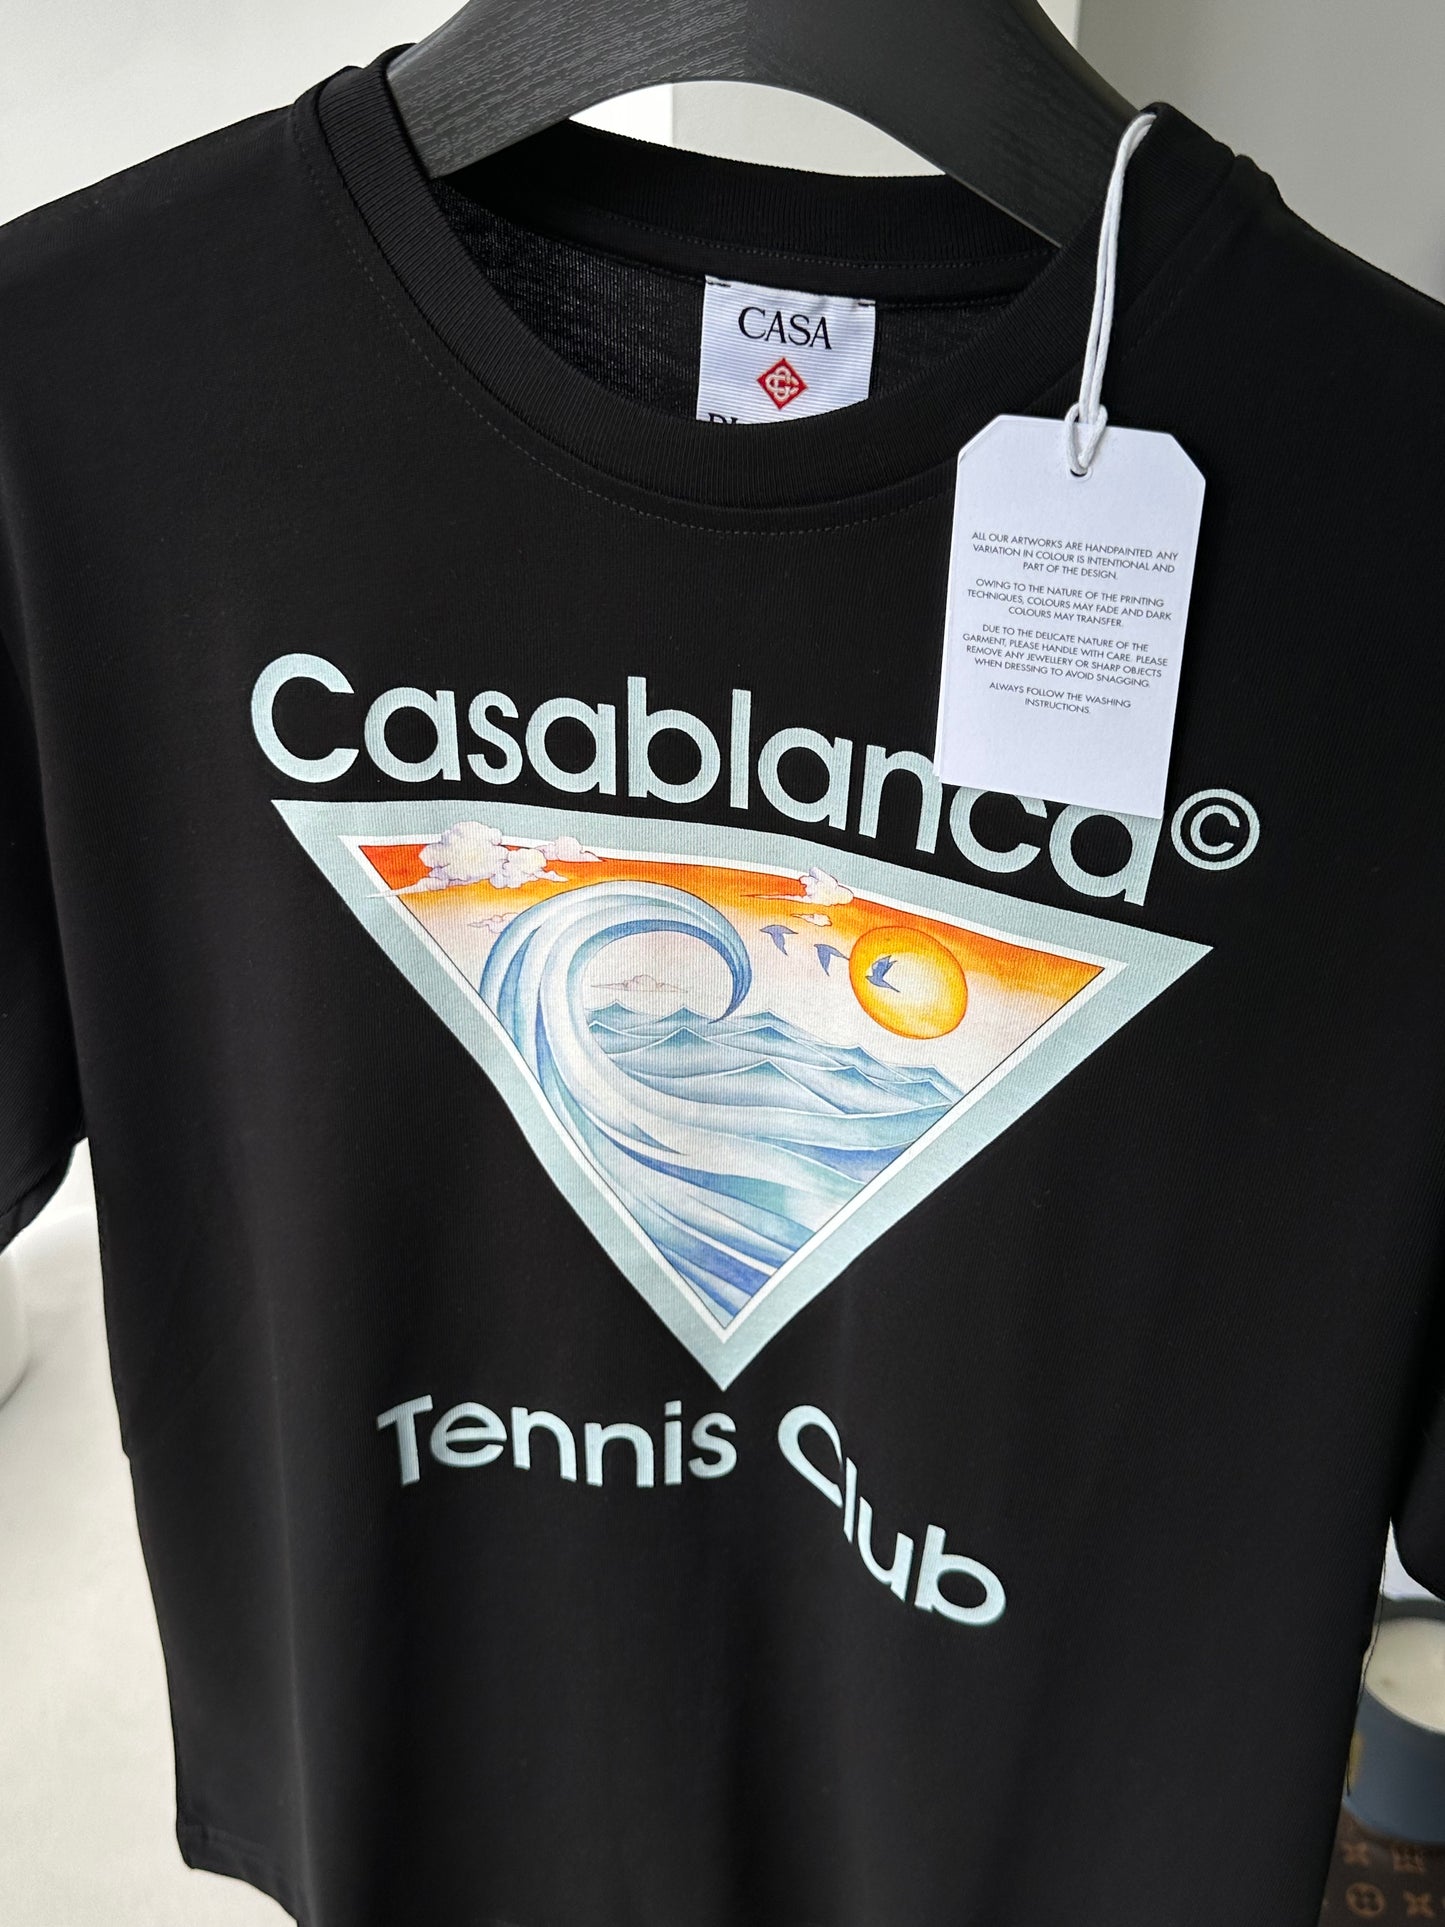 CASA
ALL OUR ARTWORKS ARE HANDPAINTED. ANY
VARIATION IN COLOUR IS INTENTIONAL AND
PART OF THE DESIGN.
OWING TO THE NATURE OF THE PRINTING
TECHNIQUES, COLOURS MAY FADE AND DARK
COLOURS MAY TRANSFER.
DUE TO THE DELICATE NATURE OF THE
GARMENT, PLEASE HANDLE WITH CARE. PLEASE
REMOVE ANY JEWELLERY OR SHARP OBJECTS
WHEN DRESSING TO AVOID SNAGGING.
ALWAYS FOLLOW THE WASHING
INSTRUCTIONS.
Casablanca©
Tennis Club